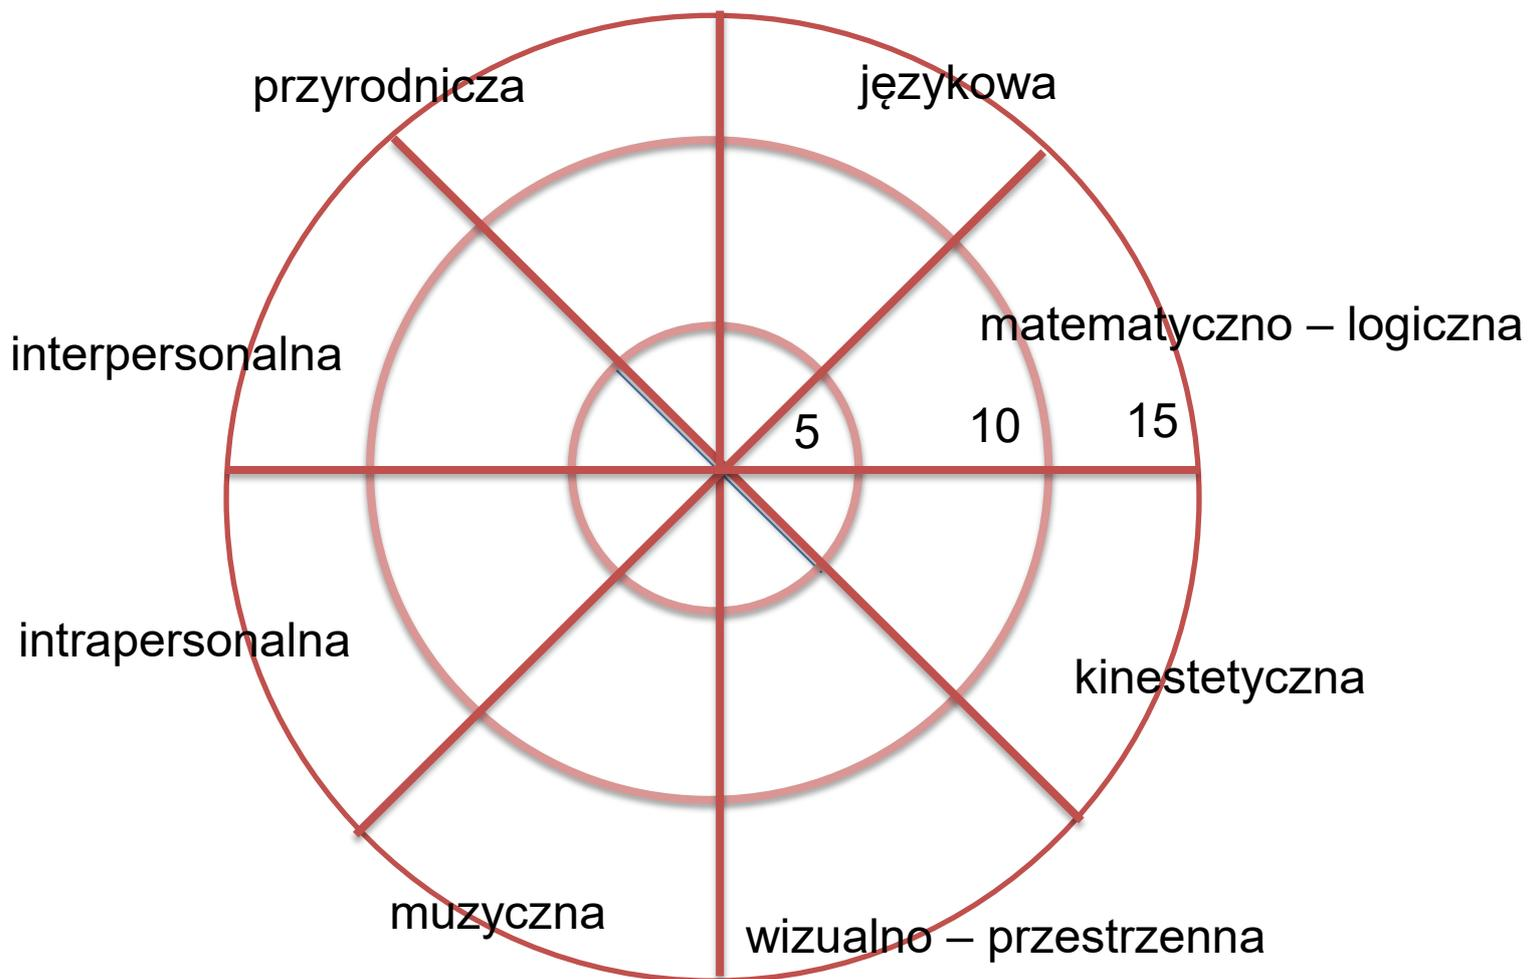 przyrodnicza
językowa
matematyczno – logiczna
interpersonalna
5
10
15
intrapersonalna
kinestetyczna
muzyczna
wizualno – przestrzenna